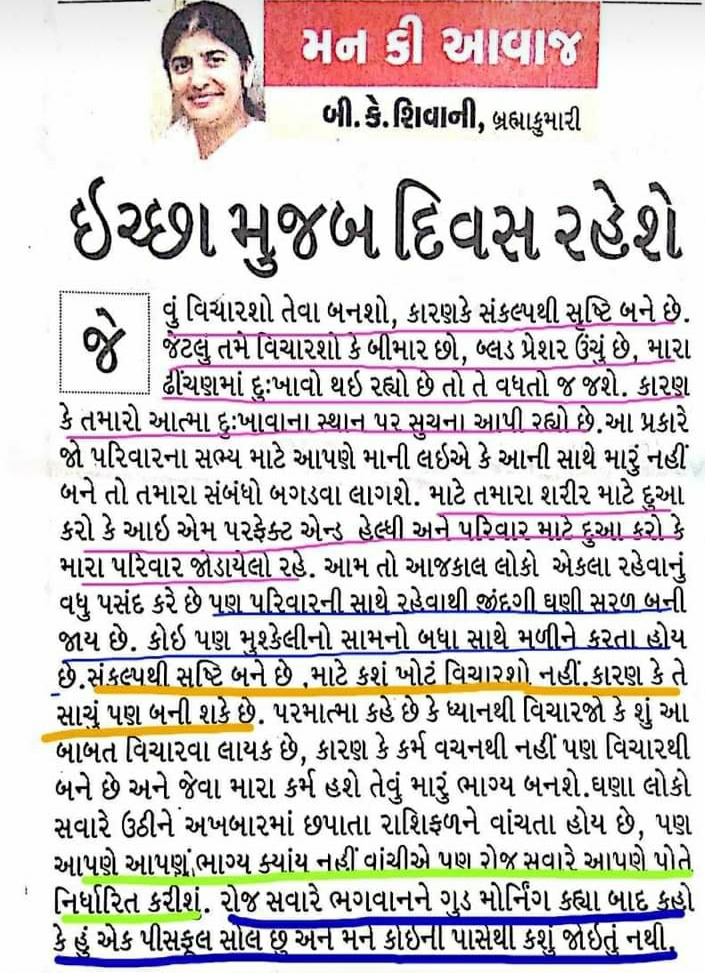 મન કી આવાજ
બી.કે.શિવાની, બ્રહ્માકુમારી
ઇચ્છા મુજબ દિવસ રહેશે
જેવું વિચારશો તેવા બનશો, કારણકે સંકલ્પથી સૃષ્ટિ બને છે.
જેટલું તમે વિચારશો કે બીમાર છો, બ્લડ પ્રેશર ઉંચું છે, મારા
ઢીંચણમાં દુઃખાવો થઇ રહ્યો છે તો તે વધતો જ જશે. કારણ
કે તમારો આત્મા દુઃખાવાના સ્થાન પર સુચના આપી રહ્યો છે.આ પ્રકારે
જો પરિવારના સભ્ય માટે આપણે માની લઇએ કે આની સાથે મારું નહીં
બને તો તમારા સંબંધો બગડવા લાગશે. માટે તમારા શરીર માટે દુઆ
કરો કે આઇ એમ પરફેક્ટ એન્ડ હેલ્ધી અને પરિવાર માટે દુઆ કરો કે
મારા પરિવાર જોડાયેલો રહે. આમ તો આજકાલ લોકો એકલા રહેવાનું
વધુ પસંદ કરે છે પણ પરિવારની સાથે રહેવાથી જીંદગી ઘણી સરળ બની
જાય છે. કોઇ પણ મુશ્કેલીનો સામનો બધા સાથે મળીને કરતા હોય
છે.સંકલ્પથી સૃષ્ટિ બને છે ,માટે કશું ખોટું વિચારશો નહીં.કારણ કે તે
સાચું પણ બની શકે છે. પરમાત્મા કહે છે કે ધ્યાનથી વિચારજો કે શું આ
બાબત વિચારવા લાયક છે, કારણ કે કર્મ વચનથી નહીં પણ વિચારથી
બને છે અને જેવા મારા કર્મ હશે તેવું મારું ભાગ્ય બનશે.ઘણા લોકો
સવારે ઉઠીને અખબારમાં છપાતા રાશિફળને વાંચતા હોય છે, પણ
આપણે આપણું ભાગ્ય ક્યાંય નહીં વાંચીએ પણ રોજ સવારે આપણે પોતે
નિર્ધારિત કરીશું. રોજ સવારે ભગવાનને ગુડ મોર્નિંગ કહ્યા બાદ કહો
કે હું એક પીસફૂલ સોલ છુ અને મને કોઇની પાસેથી કશું જોઇતું નથી.